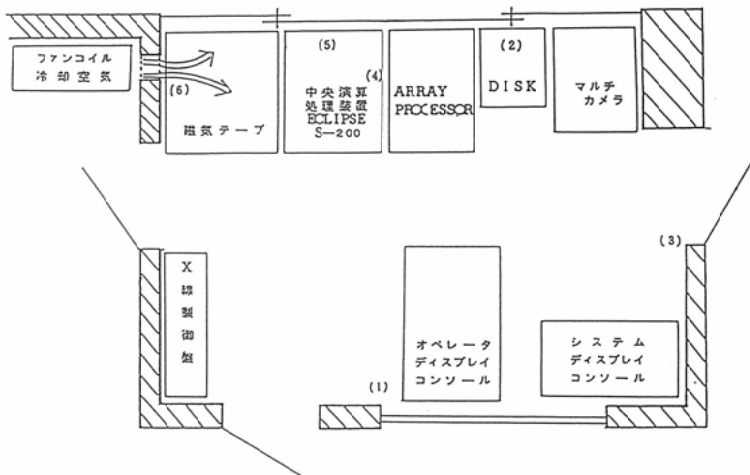 ファンコイル
冷却空気
(6)
磁気テープ
(5)
中央演算
処理装置
ECLIPSE
S―200
(4)
ARRAY
PROCESSOR
(2)
DISK
マルチ
カメラ
(3)
X
線
制
御
盤
(1)
オペレータ
ディスプレイ
コンソール
システム
ディスプレイ
コンソール